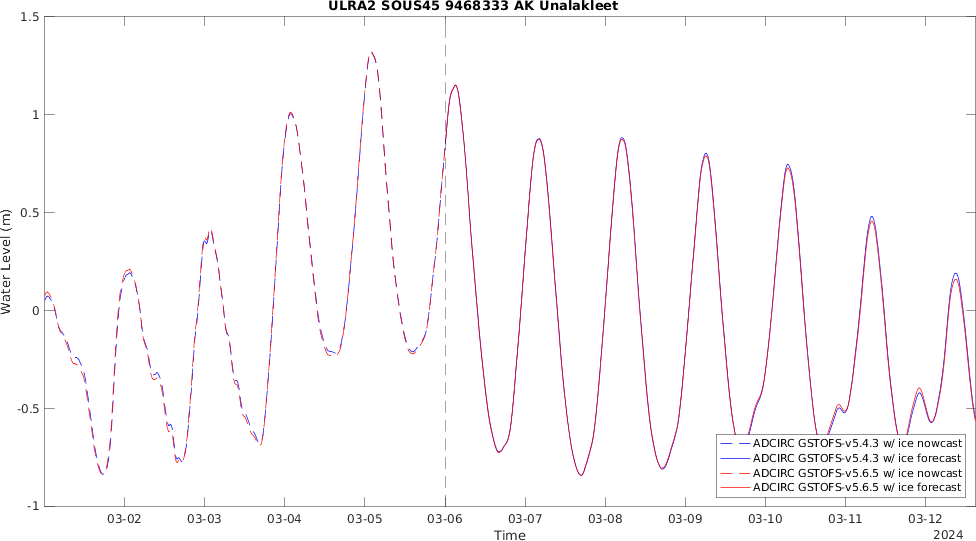 ULRA2 SOUS45 9468333 AK Unalakleet
1.5
1
0.5
0
-0.5
-1
Water Level (m)
03-02 03-03 03-04 03-05 03-06 03-07 03-08 03-09 03-10 03-11 03-12
Time
2024
ADCIRC GSTOFS-v5.4.3 w/ ice nowcast
ADCIRC GSTOFS-v5.4.3 w/ ice forecast
ADCIRC GSTOFS-v5.6.5 w/ ice nowcast
ADCIRC GSTOFS-v5.6.5 w/ ice forecast